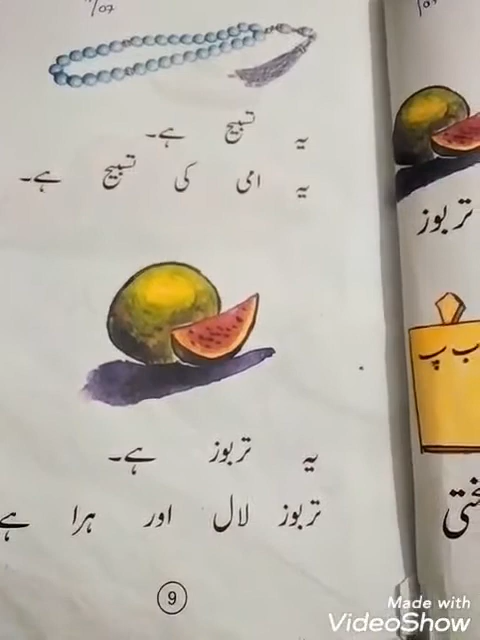 /07
یہ تسبیح ہے۔
یہ امی کی تسبیح ہے۔
یہ تربوز ہے۔
تربوز لال اور ہرا ہے
9
تربوز
ب پ
Made with
VideoShow